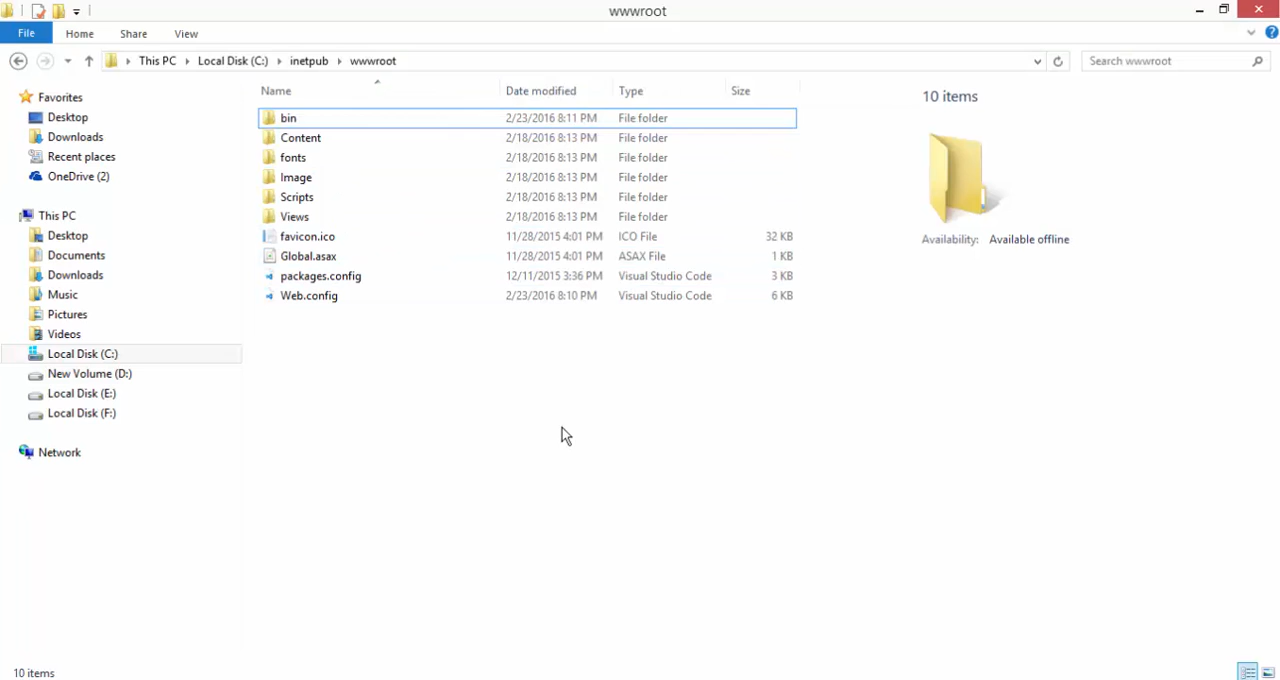 wwwroot
File Home Share View
This PC Local Disk (C:) inetpub wwwroot Search wwwroot
Favorites
Desktop
Downloads
Recent places
OneDrive (2)
This PC
Desktop
Documents
Downloads
Music
Pictures
Videos
Local Disk (C:)
New Volume (D:)
Local Disk (E:)
Local Disk (F:)
Network
Name Date modified Type Size
bin 2/23/2016 8:11 PM File folder
Content 2/18/2016 8:13 PM File folder
fonts 2/18/2016 8:13 PM File folder
Image 2/18/2016 8:13 PM File folder
Scripts 2/18/2016 8:13 PM File folder
Views 2/18/2016 8:13 PM File folder
favicon.ico 11/28/2015 4:01 PM ICO File 32 KB
Global.asax 11/28/2015 4:01 PM ASAX File 1 KB
packages.config 12/11/2015 3:36 PM Visual Studio Code 3 KB
Web.config 2/23/2016 8:10 PM Visual Studio Code 6 KB
10 items
Availability: Available offline
10 items